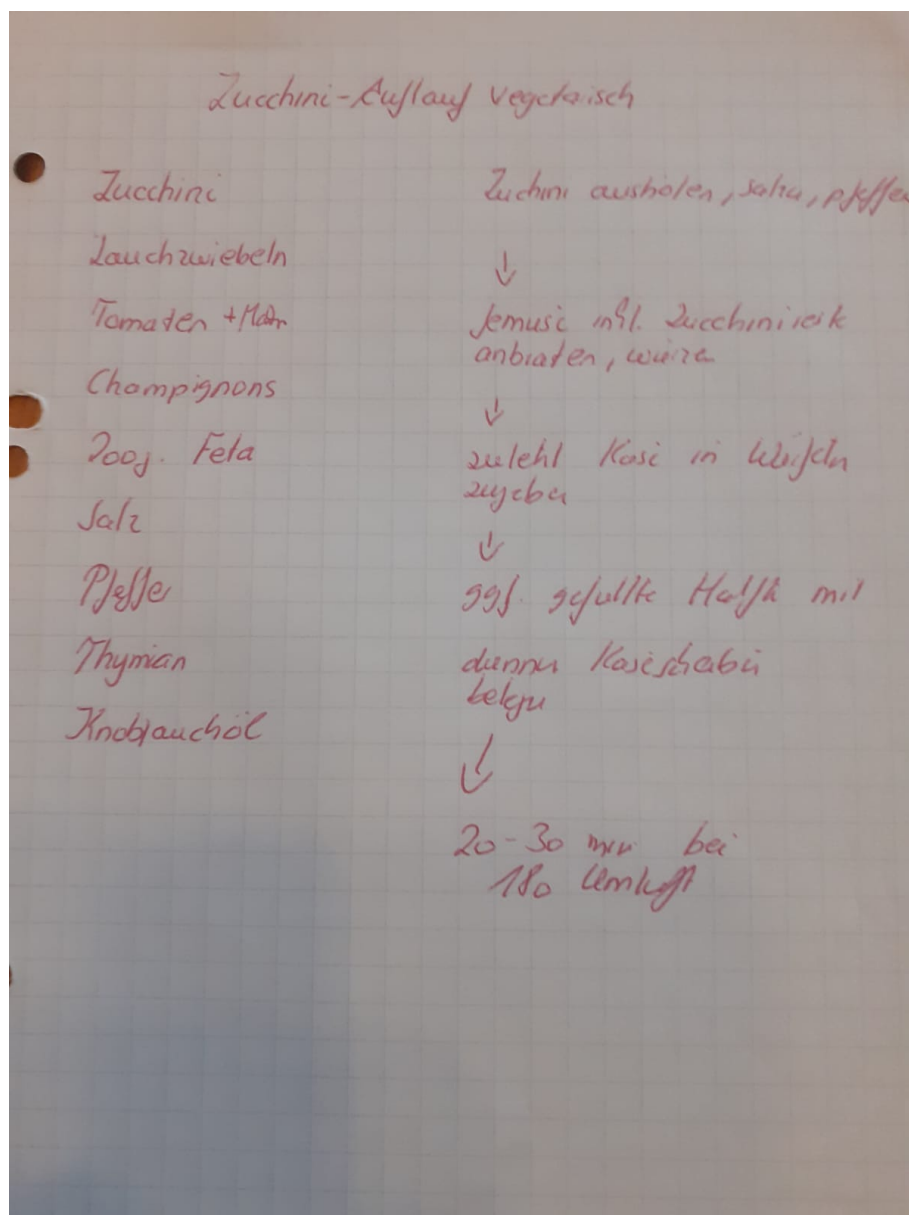 Zucchini-Auflauf vegetarisch
Zucchini
Lauchzwiebeln
Tomaten +
Champignons
200g. Feta
Salz
Pfeffer
Thymian
Knoblauchöl
Zuchini aushölen, salzen, pfeffer
↓
Gemüse inkl. Zucchinireste
anbraten, würzen
↓
zuletzt Käse in Würfeln
zugeben
↓
ggf. gefüllte Hälfte mit
dünnen Käsescheiben
belegen
↓
20-30 min bei
180 Umluft